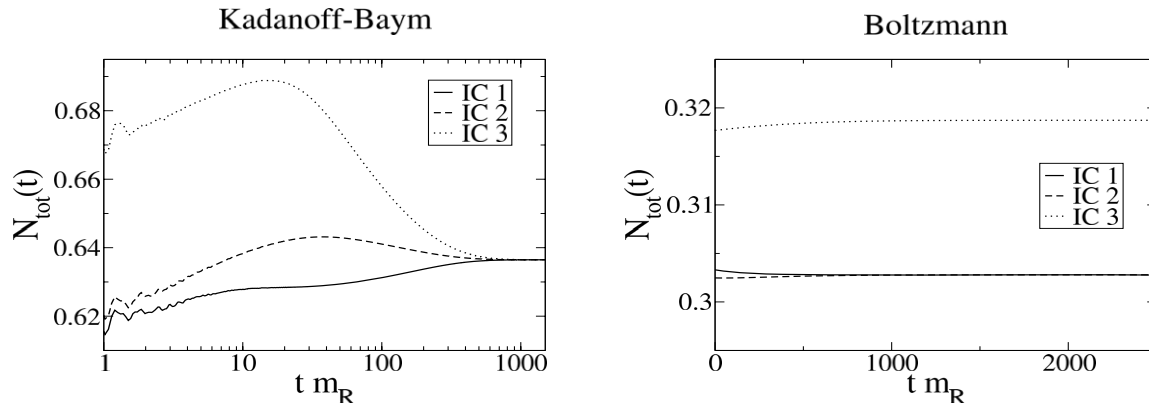 Kadanoff-Baym
N_tot(t)
0.68
0.66
0.64
0.62
IC 1
IC 2
IC 3
1
10
100
1000
t m_R
Boltzmann
N_tot(t)
0.32
0.31
0.3
IC 1
IC 2
IC 3
0
1000
2000
t m_R